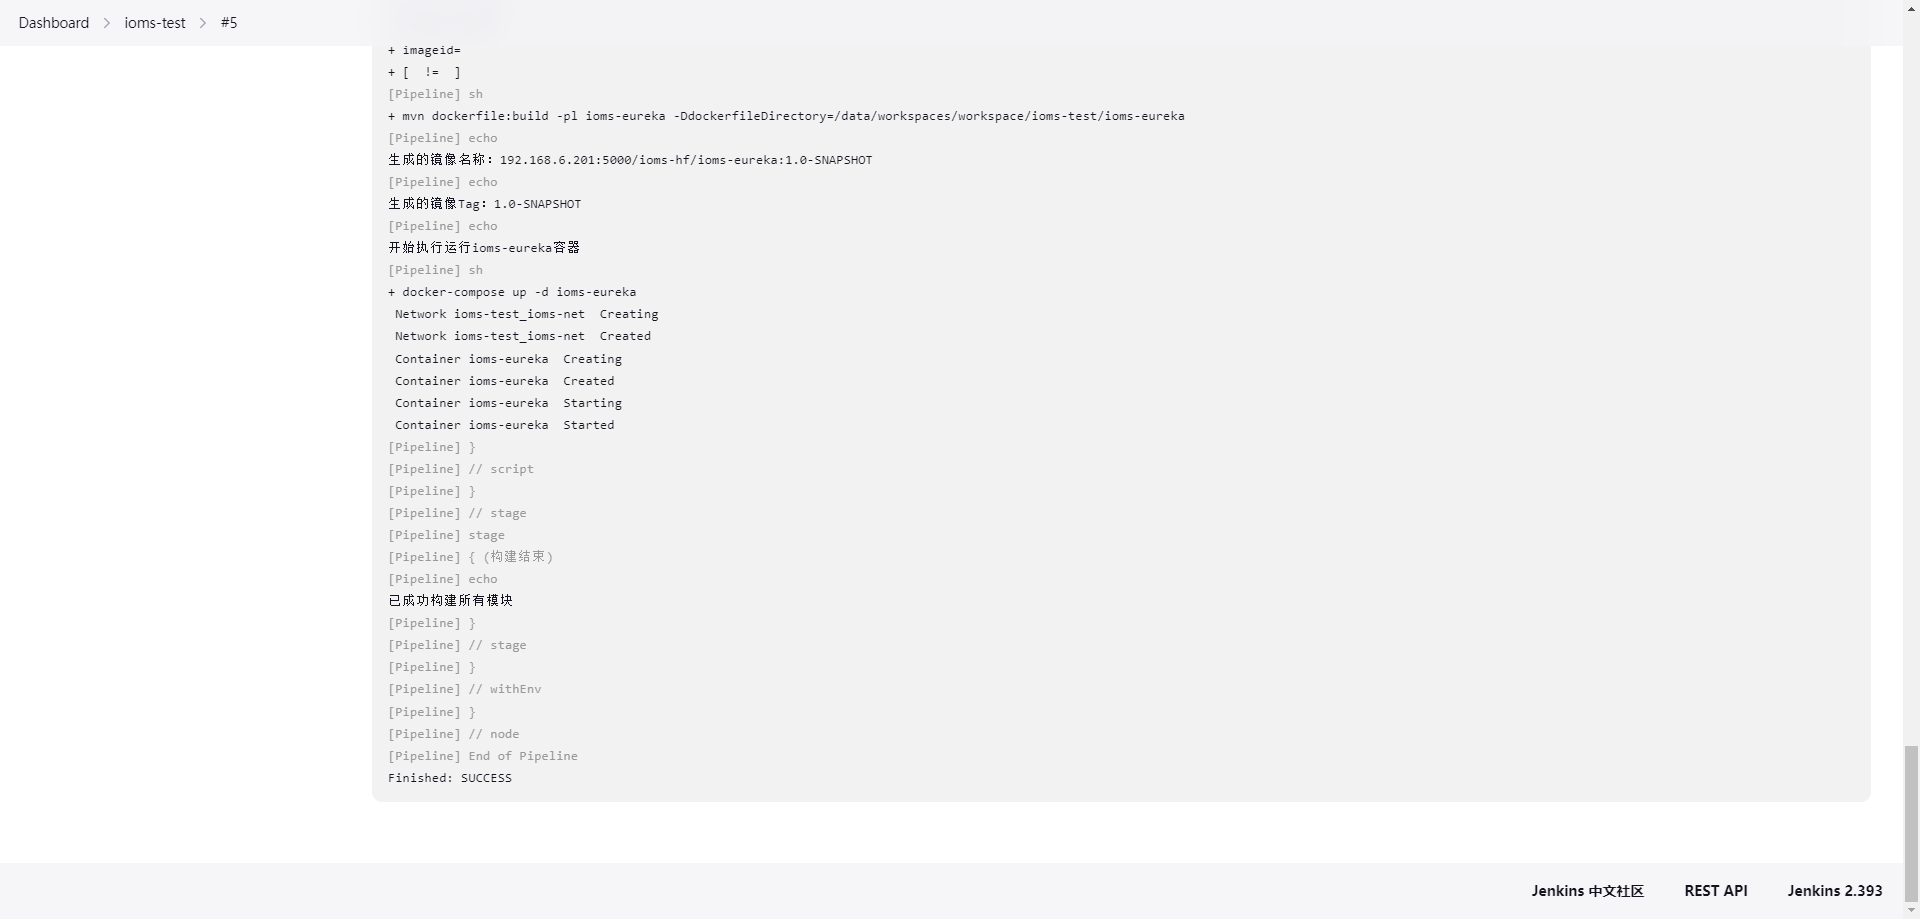 Dashboard > ioms-test > #5
+ imageid=
+ [  !=  ]
[Pipeline] sh
+ mvn dockerfile:build -pl ioms-eureka -DdockerfileDirectory=/data/workspaces/workspace/ioms-test/ioms-eureka
[Pipeline] echo
生成的镜像名称：192.168.6.201:5000/ioms-hf/ioms-eureka:1.0-SNAPSHOT
[Pipeline] echo
生成的镜像Tag：1.0-SNAPSHOT
[Pipeline] echo
开始执行运行ioms-eureka容器
[Pipeline] sh
+ docker-compose up -d ioms-eureka
 Network ioms-test_ioms-net  Creating
 Network ioms-test_ioms-net  Created
 Container ioms-eureka  Creating
 Container ioms-eureka  Created
 Container ioms-eureka  Starting
 Container ioms-eureka  Started
[Pipeline] }
[Pipeline] // script
[Pipeline] }
[Pipeline] // stage
[Pipeline] stage
[Pipeline] { (构建结束)
[Pipeline] echo
已成功构建所有模块
[Pipeline] }
[Pipeline] // stage
[Pipeline] }
[Pipeline] // withEnv
[Pipeline] }
[Pipeline] // node
[Pipeline] End of Pipeline
Finished: SUCCESS
Jenkins 中文社区 REST API Jenkins 2.393